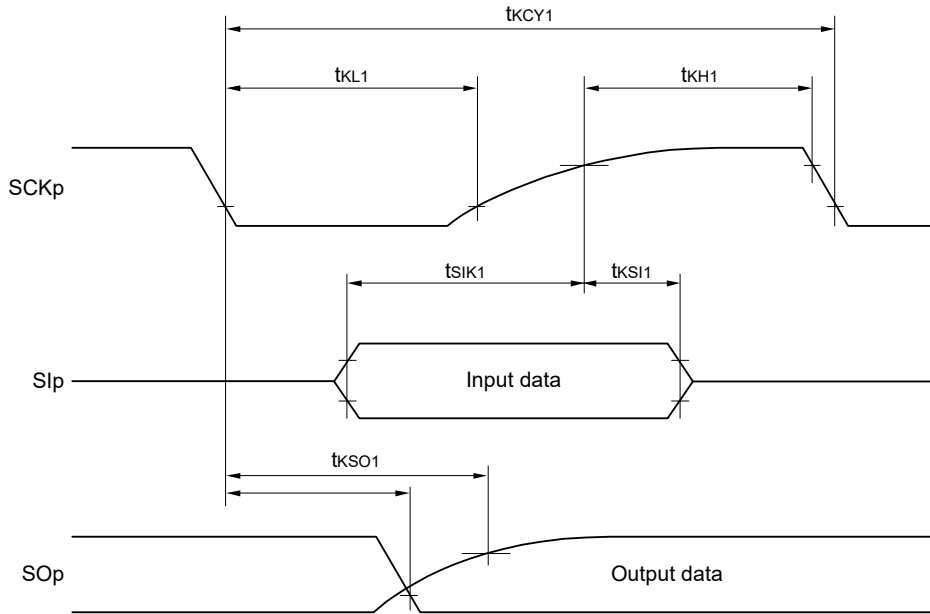 tKCY1
tKL1
tKH1
SCKp
tSIK1
tKSI1
SIp
Input data
tKSO1
SOp
Output data